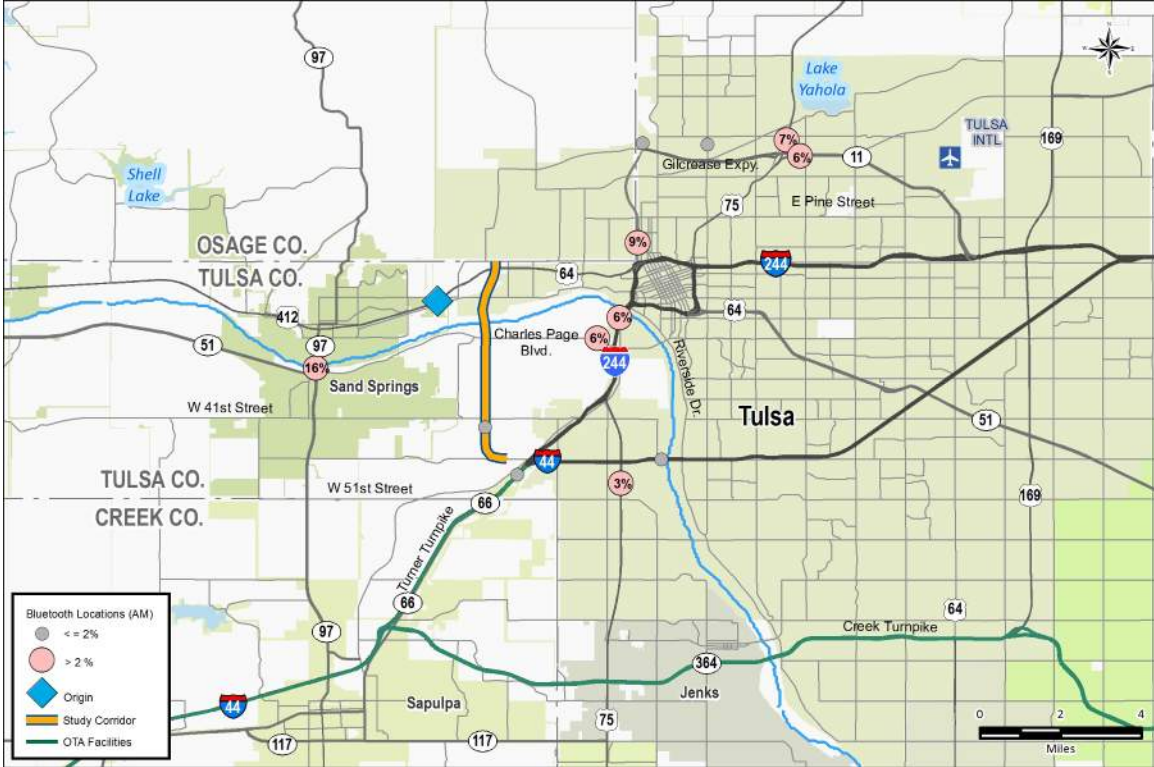 97
Lake
Yahola
TULSA
INTL
169
7%
6%
11
Gilcrease Expy.
Shell
Lake
75
E Pine Street
9%
OSAGE CO.
TULSA CO.
64
244
412
64
6%
Charles Page
Blvd.
6%
51
97
244
16%
Sand Springs
Riverside Dr.
W 41st Street
Tulsa
51
44
TULSA CO.
W 51st Street
3%
CREEK CO.
66
169
Turner Turnpike
66
64
97
Creek Turnpike
364
Jenks
Sapulpa
44
75
117
117
Bluetooth Locations (AM)
< = 2%
> 2 %
Origin
Study Corridor
OTA Facilities
0 2 4
Miles